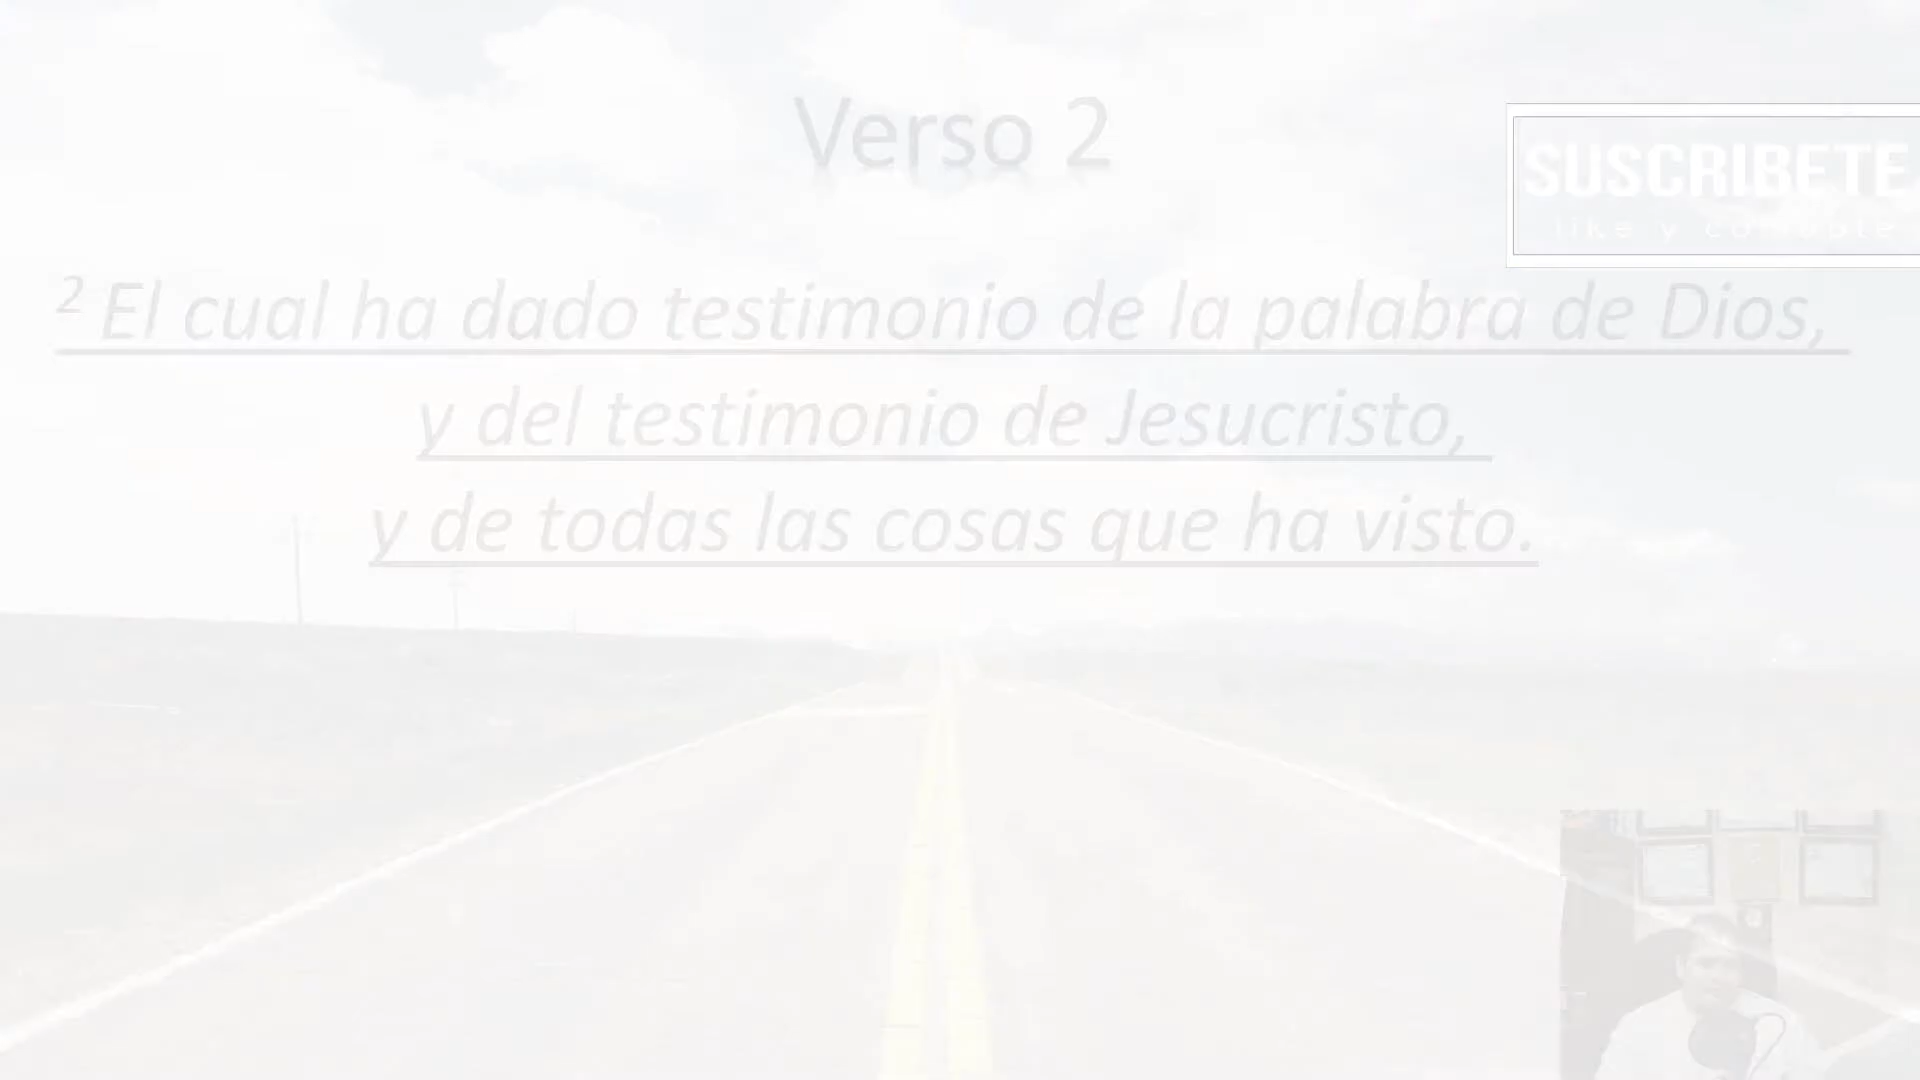 Verso 2
SUSCRIBETE
like y
² El cual ha dado testimonio de la palabra de Dios,
y del testimonio de Jesucristo,
y de todas las cosas que ha visto.